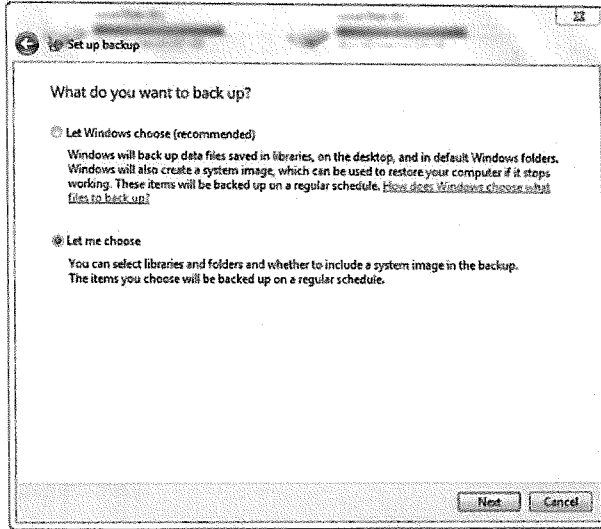 Set up backup
What do you want to back up?
Let Windows choose (recommended)
Windows will back up data files saved in libraries, on the desktop, and in default Windows folders.
Windows will also create a system image, which can be used to restore your computer if it stops
working. These items will be backed up on a regular schedule. How does Windows choose what
files to back up?
Let me choose
You can select libraries and folders and whether to include a system image in the backup.
The items you choose will be backed up on a regular schedule.
Next
Cancel